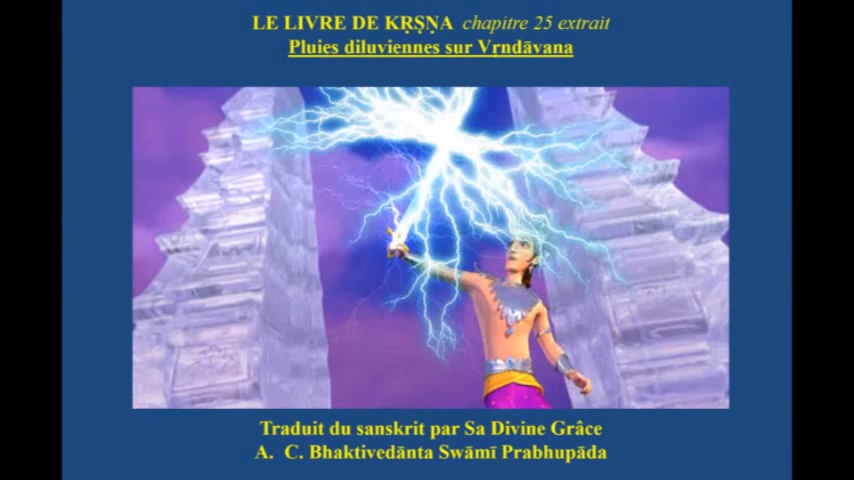 LE LIVRE DE KṚṢṆA chapitre 25 extrait
Pluies diluviennes sur Vṛndāvana
Traduit du sanskrit par Sa Divine Grâce
A. C. Bhaktivedānta Swāmī Prabhupāda